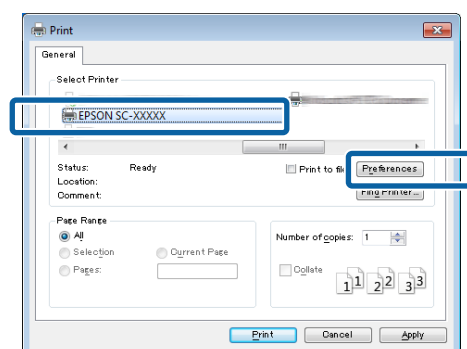 Print
General
Select Printer
EPSON SC-XXXXX
Status: Ready
Print to file
Preferences
Location:
Comment:
Find Printer...
Page Range
All
Selection
Current Page
Pages:
Number of copies: 1
Collate
1 1 2 2 3 3
Print
Cancel
Apply